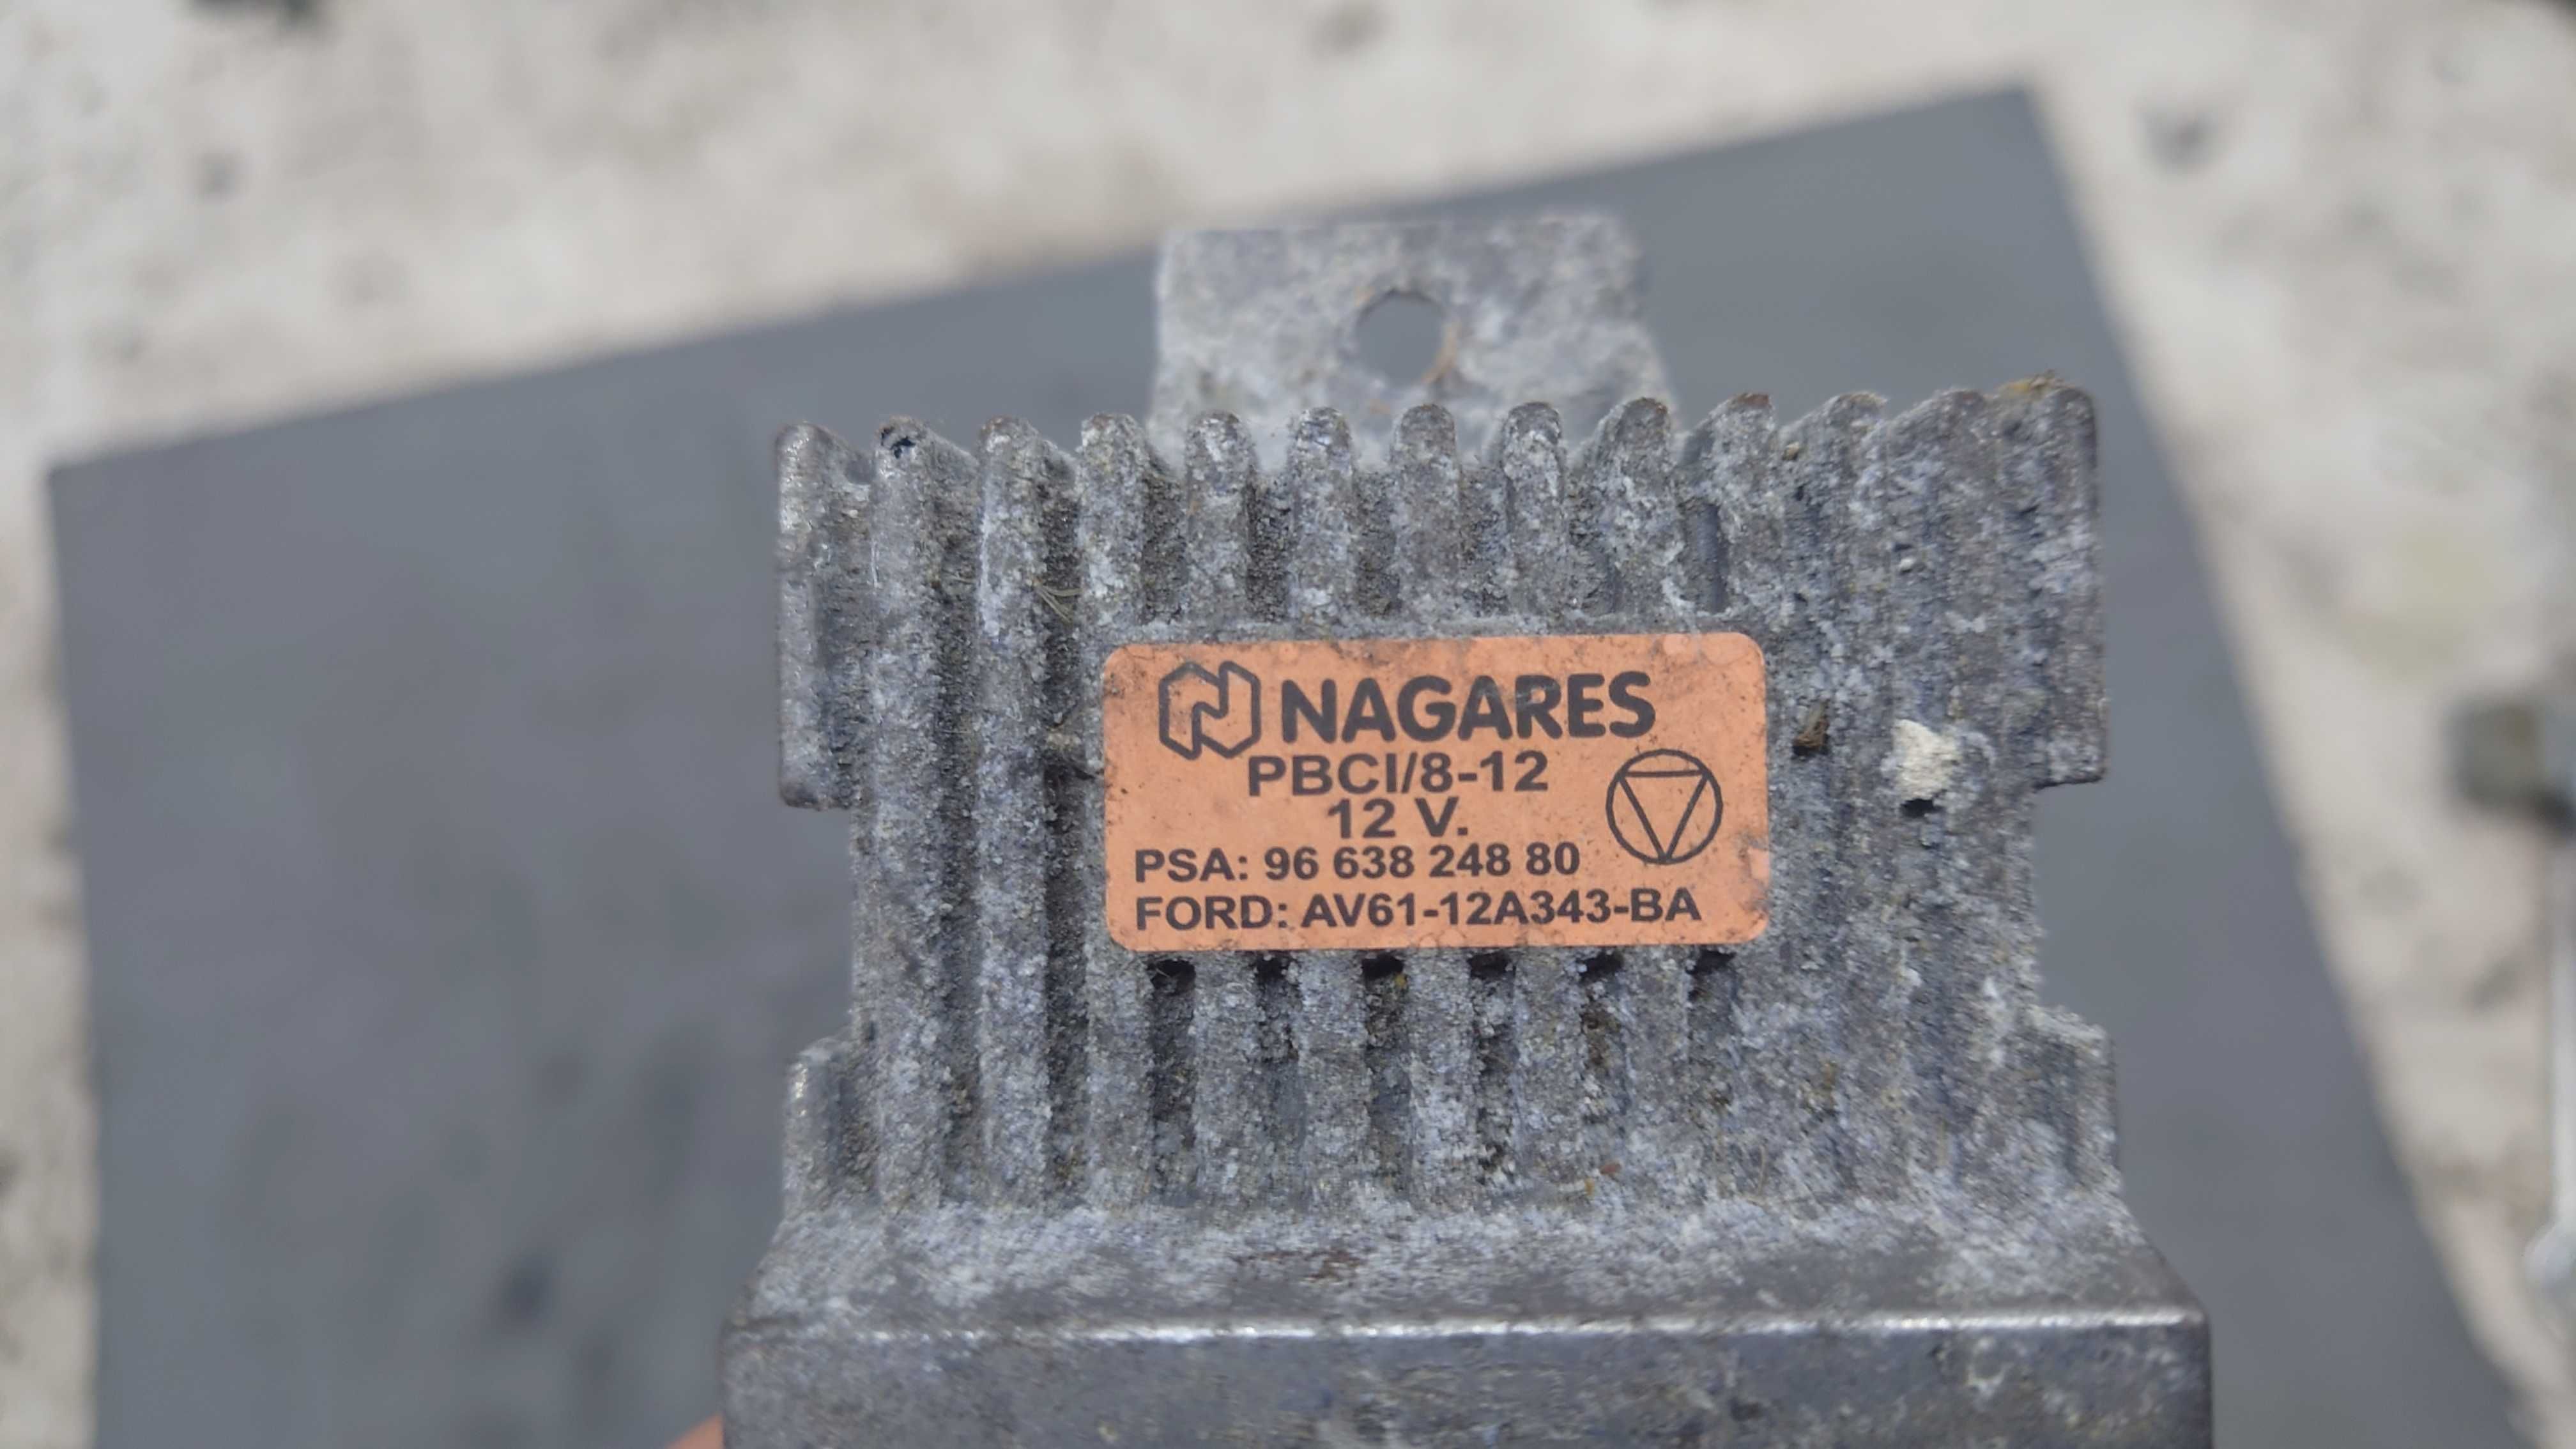 NAGARES
PBCI/8-12
12 V.
PSA: 96 638 248 80
FORD: AV61-12A343-BA